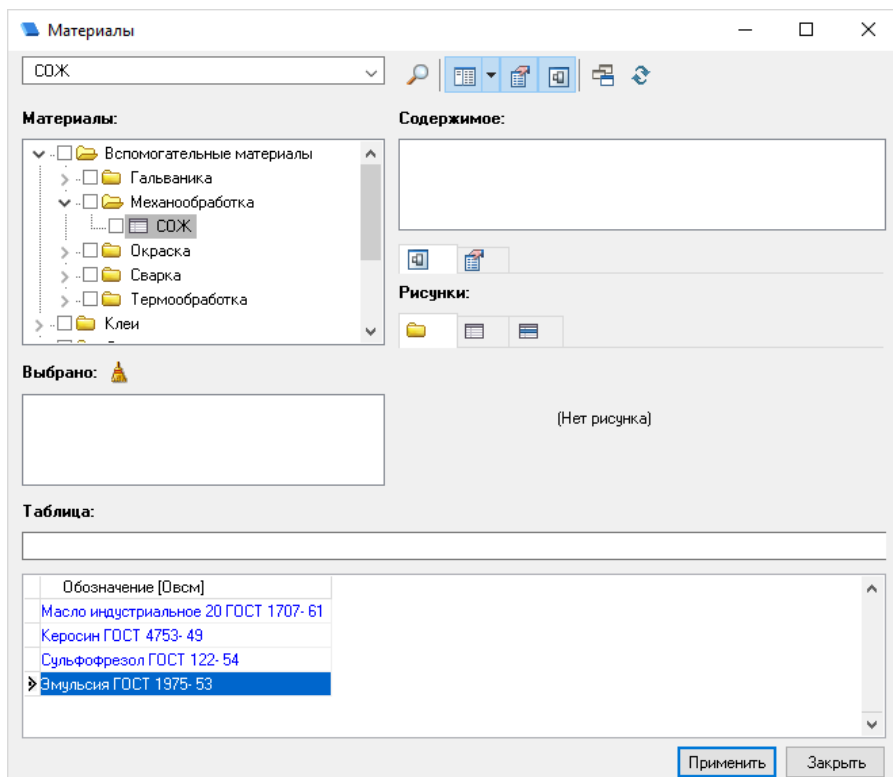 Материалы
СОЖ
Материалы:
Содержимое:
Вспомогательные материалы
Гальваника
Механообработка
СОЖ
Окраска
Сварка
Термообработка
Клеи
Рисунки:
Выбрано:
(Нет рисунка)
Таблица:
Обозначение [Овсм]
Масло индустриальное 20 ГОСТ 1707- 61
Керосин ГОСТ 4753- 49
Сульфофрезол ГОСТ 122- 54
Эмульсия ГОСТ 1975- 53
Применить
Закрыть